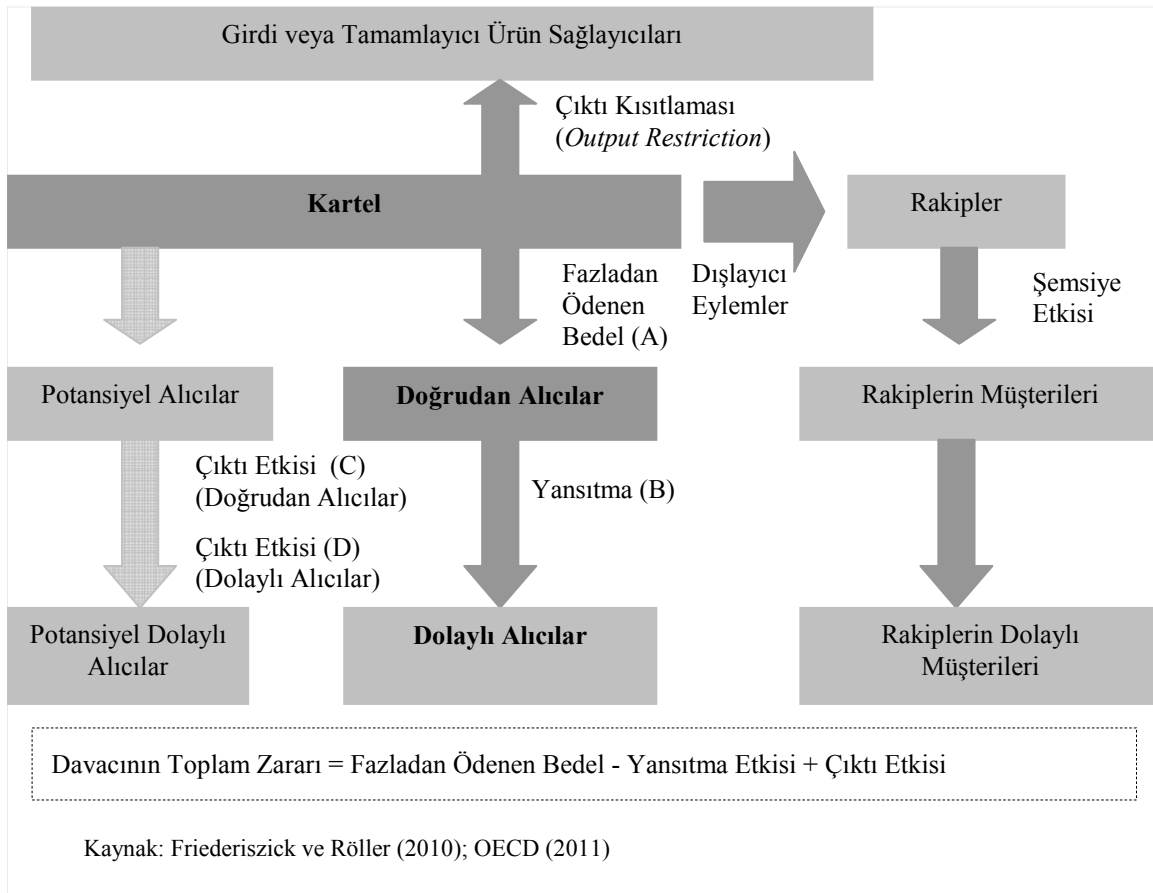 Girdi veya Tamamlayıcı Ürün Sağlayıcıları
Çıktı Kısıtlaması
(Output Restriction)
Kartel
Rakipler
Fazladan
Ödenen
Bedel (A)
Dışlayıcı
Eylemler
Şemsiye
Etkisi
Potansiyel Alıcılar
Doğrudan Alıcılar
Rakiplerin Müşterileri
Çıktı Etkisi (C)
(Doğrudan Alıcılar)
Yansıtma (B)
Çıktı Etkisi (D)
(Dolaylı Alıcılar)
Potansiyel Dolaylı
Alıcılar
Dolaylı Alıcılar
Rakiplerin Dolaylı
Müşterileri
Davacının Toplam Zararı = Fazladan Ödenen Bedel - Yansıtma Etkisi + Çıktı Etkisi
Kaynak: Friederiszick ve Röller (2010); OECD (2011)